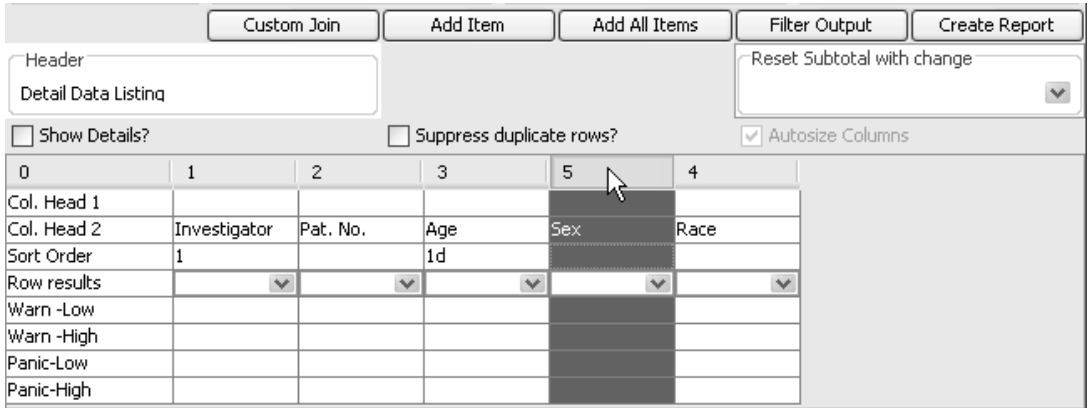 Custom Join Add Item Add All Items Filter Output Create Report
Header Reset Subtotal with change
Detail Data Listing
Show Details? Suppress duplicate rows? Autosize Columns
0 1 2 3 5 4
Col. Head 1
Col. Head 2 Investigator Pat. No. Age Sex Race
Sort Order 1 1d
Row results
Warn -Low
Warn -High
Panic-Low
Panic-High